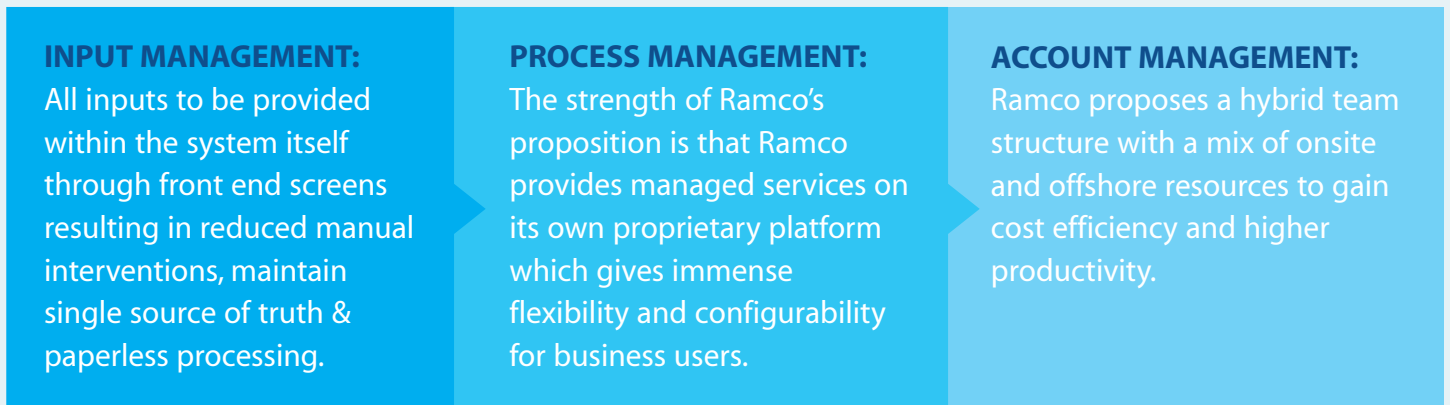 INPUT MANAGEMENT:
All inputs to be provided
within the system itself
through front end screens
resulting in reduced manual
interventions, maintain
single source of truth &
paperless processing.
PROCESS MANAGEMENT:
The strength of Ramco’s
proposition is that Ramco
provides managed services on
its own proprietary platform
which gives immense
flexibility and configurability
for business users.
ACCOUNT MANAGEMENT:
Ramco proposes a hybrid team
structure with a mix of onsite
and offshore resources to gain
cost efficiency and higher
productivity.